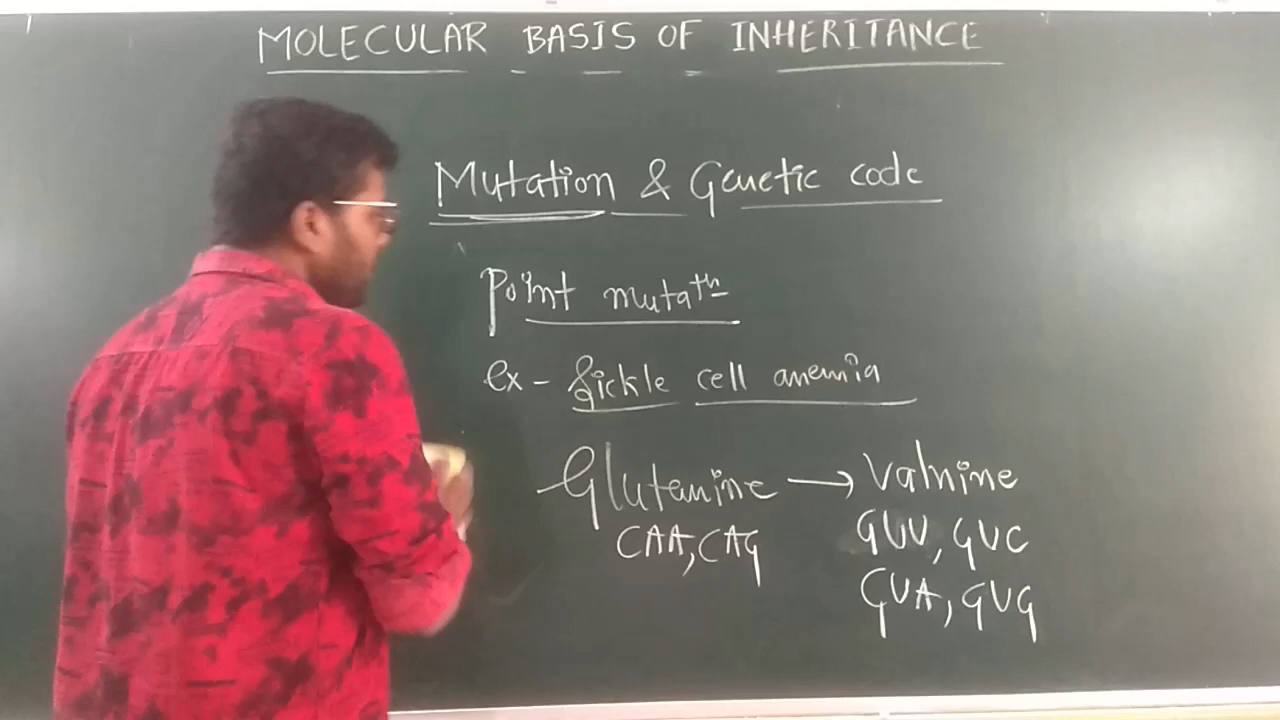 MOLECULAR BASIS OF INHERITANCE
Mutation & Genetic code
Point mutatn
ex - Sickle cell anemia
Glutamine → Valnine
CAA, CAG GUU, GUC
GUA, GUG